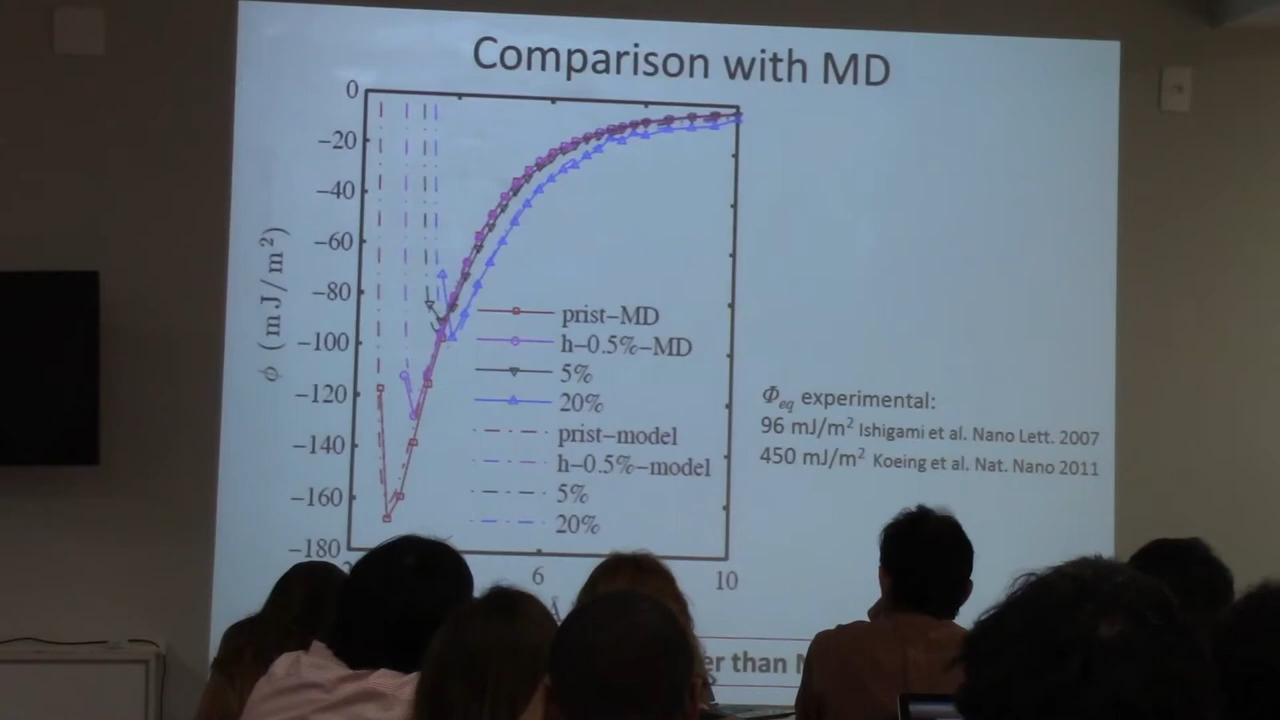 Comparison with MD
0
−20
−40
−60
−80
−100
−120
−140
−160
−180
ϕ (mJ/m²)
prist−MD
h−0.5%−MD
5%
20%
prist−model
h−0.5%−model
5%
20%
6
10
Φeq experimental:
96 mJ/m² Ishigami et al. Nano Lett. 2007
450 mJ/m² Koeing et al. Nat. Nano 2011
than